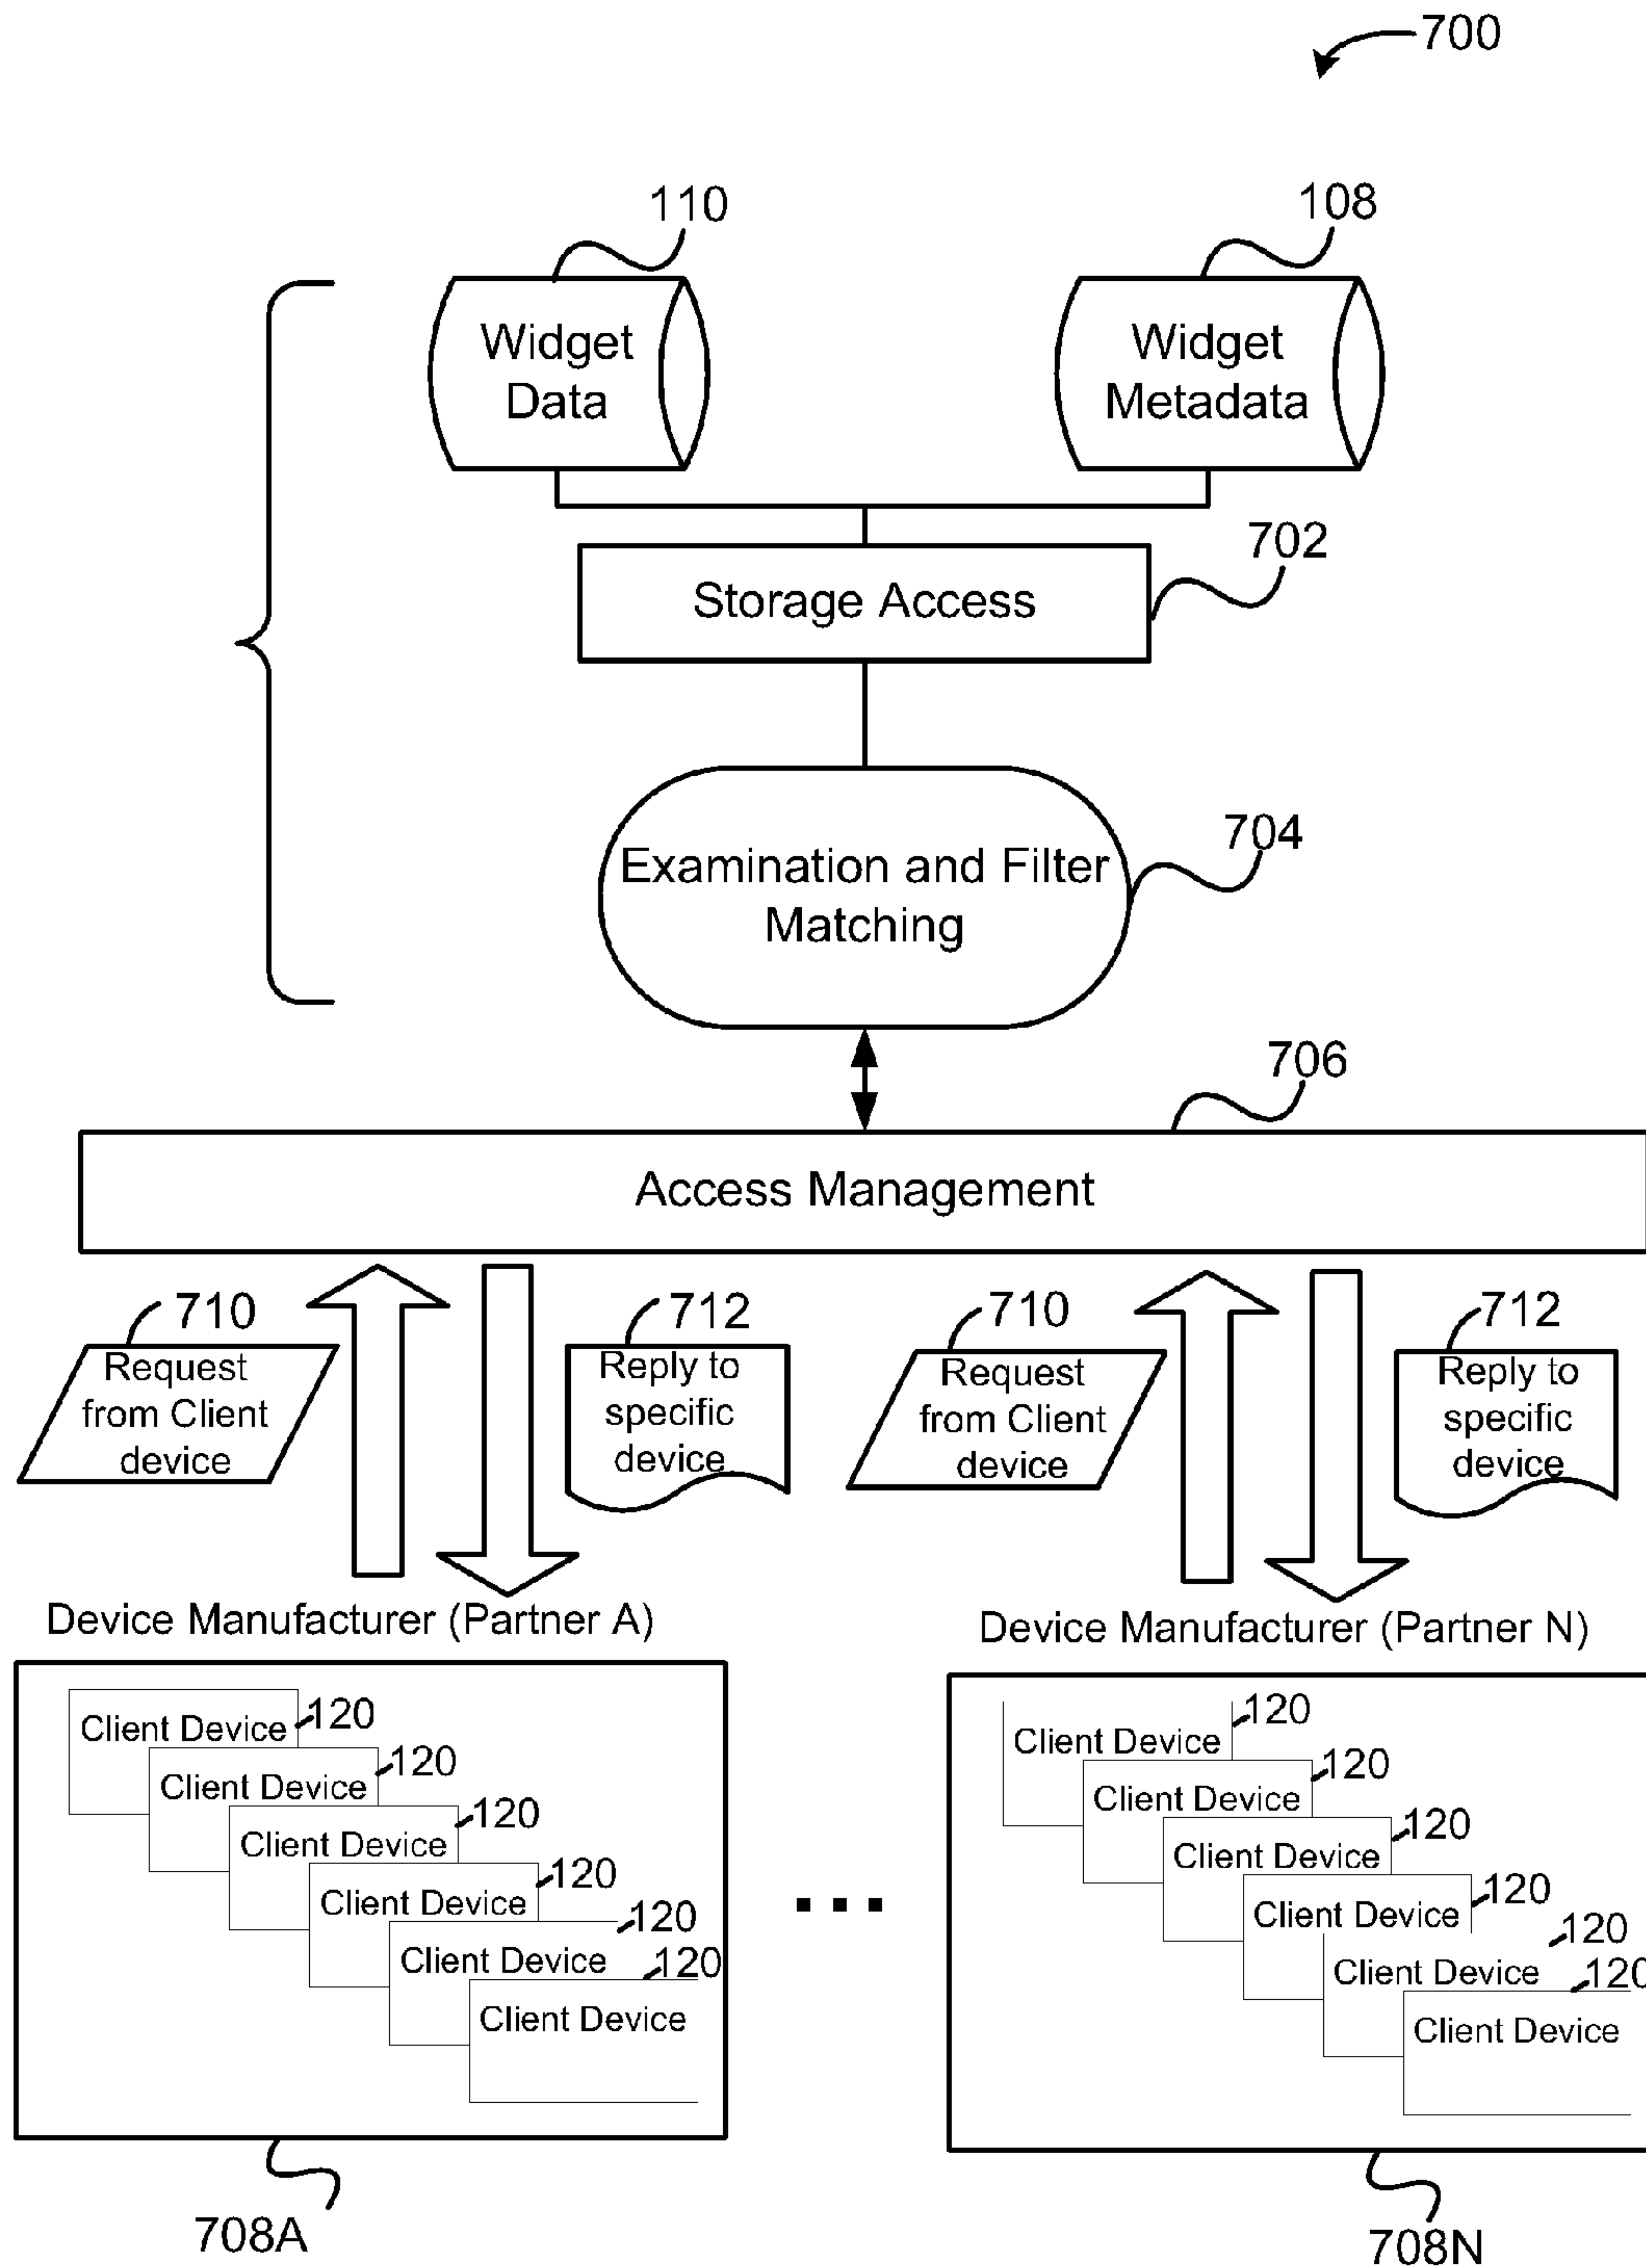 700
110
108
Widget
Data
Widget
Metadata
702
Storage Access
704
Examination and Filter
Matching
706
Access Management
710
712
710
712
Request
from Client
device
Reply to
specific
device
Request
from Client
device
Reply to
specific
device
Device Manufacturer (Partner A)
Device Manufacturer (Partner N)
Client Device
120
Client Device
120
Client Device
120
Client Device
120
Client Device
120
Client Device
120
Client Device
120
Client Device
120
Client Device
120
Client Device
120
Client Device
120
Client Device
120
708A
708N